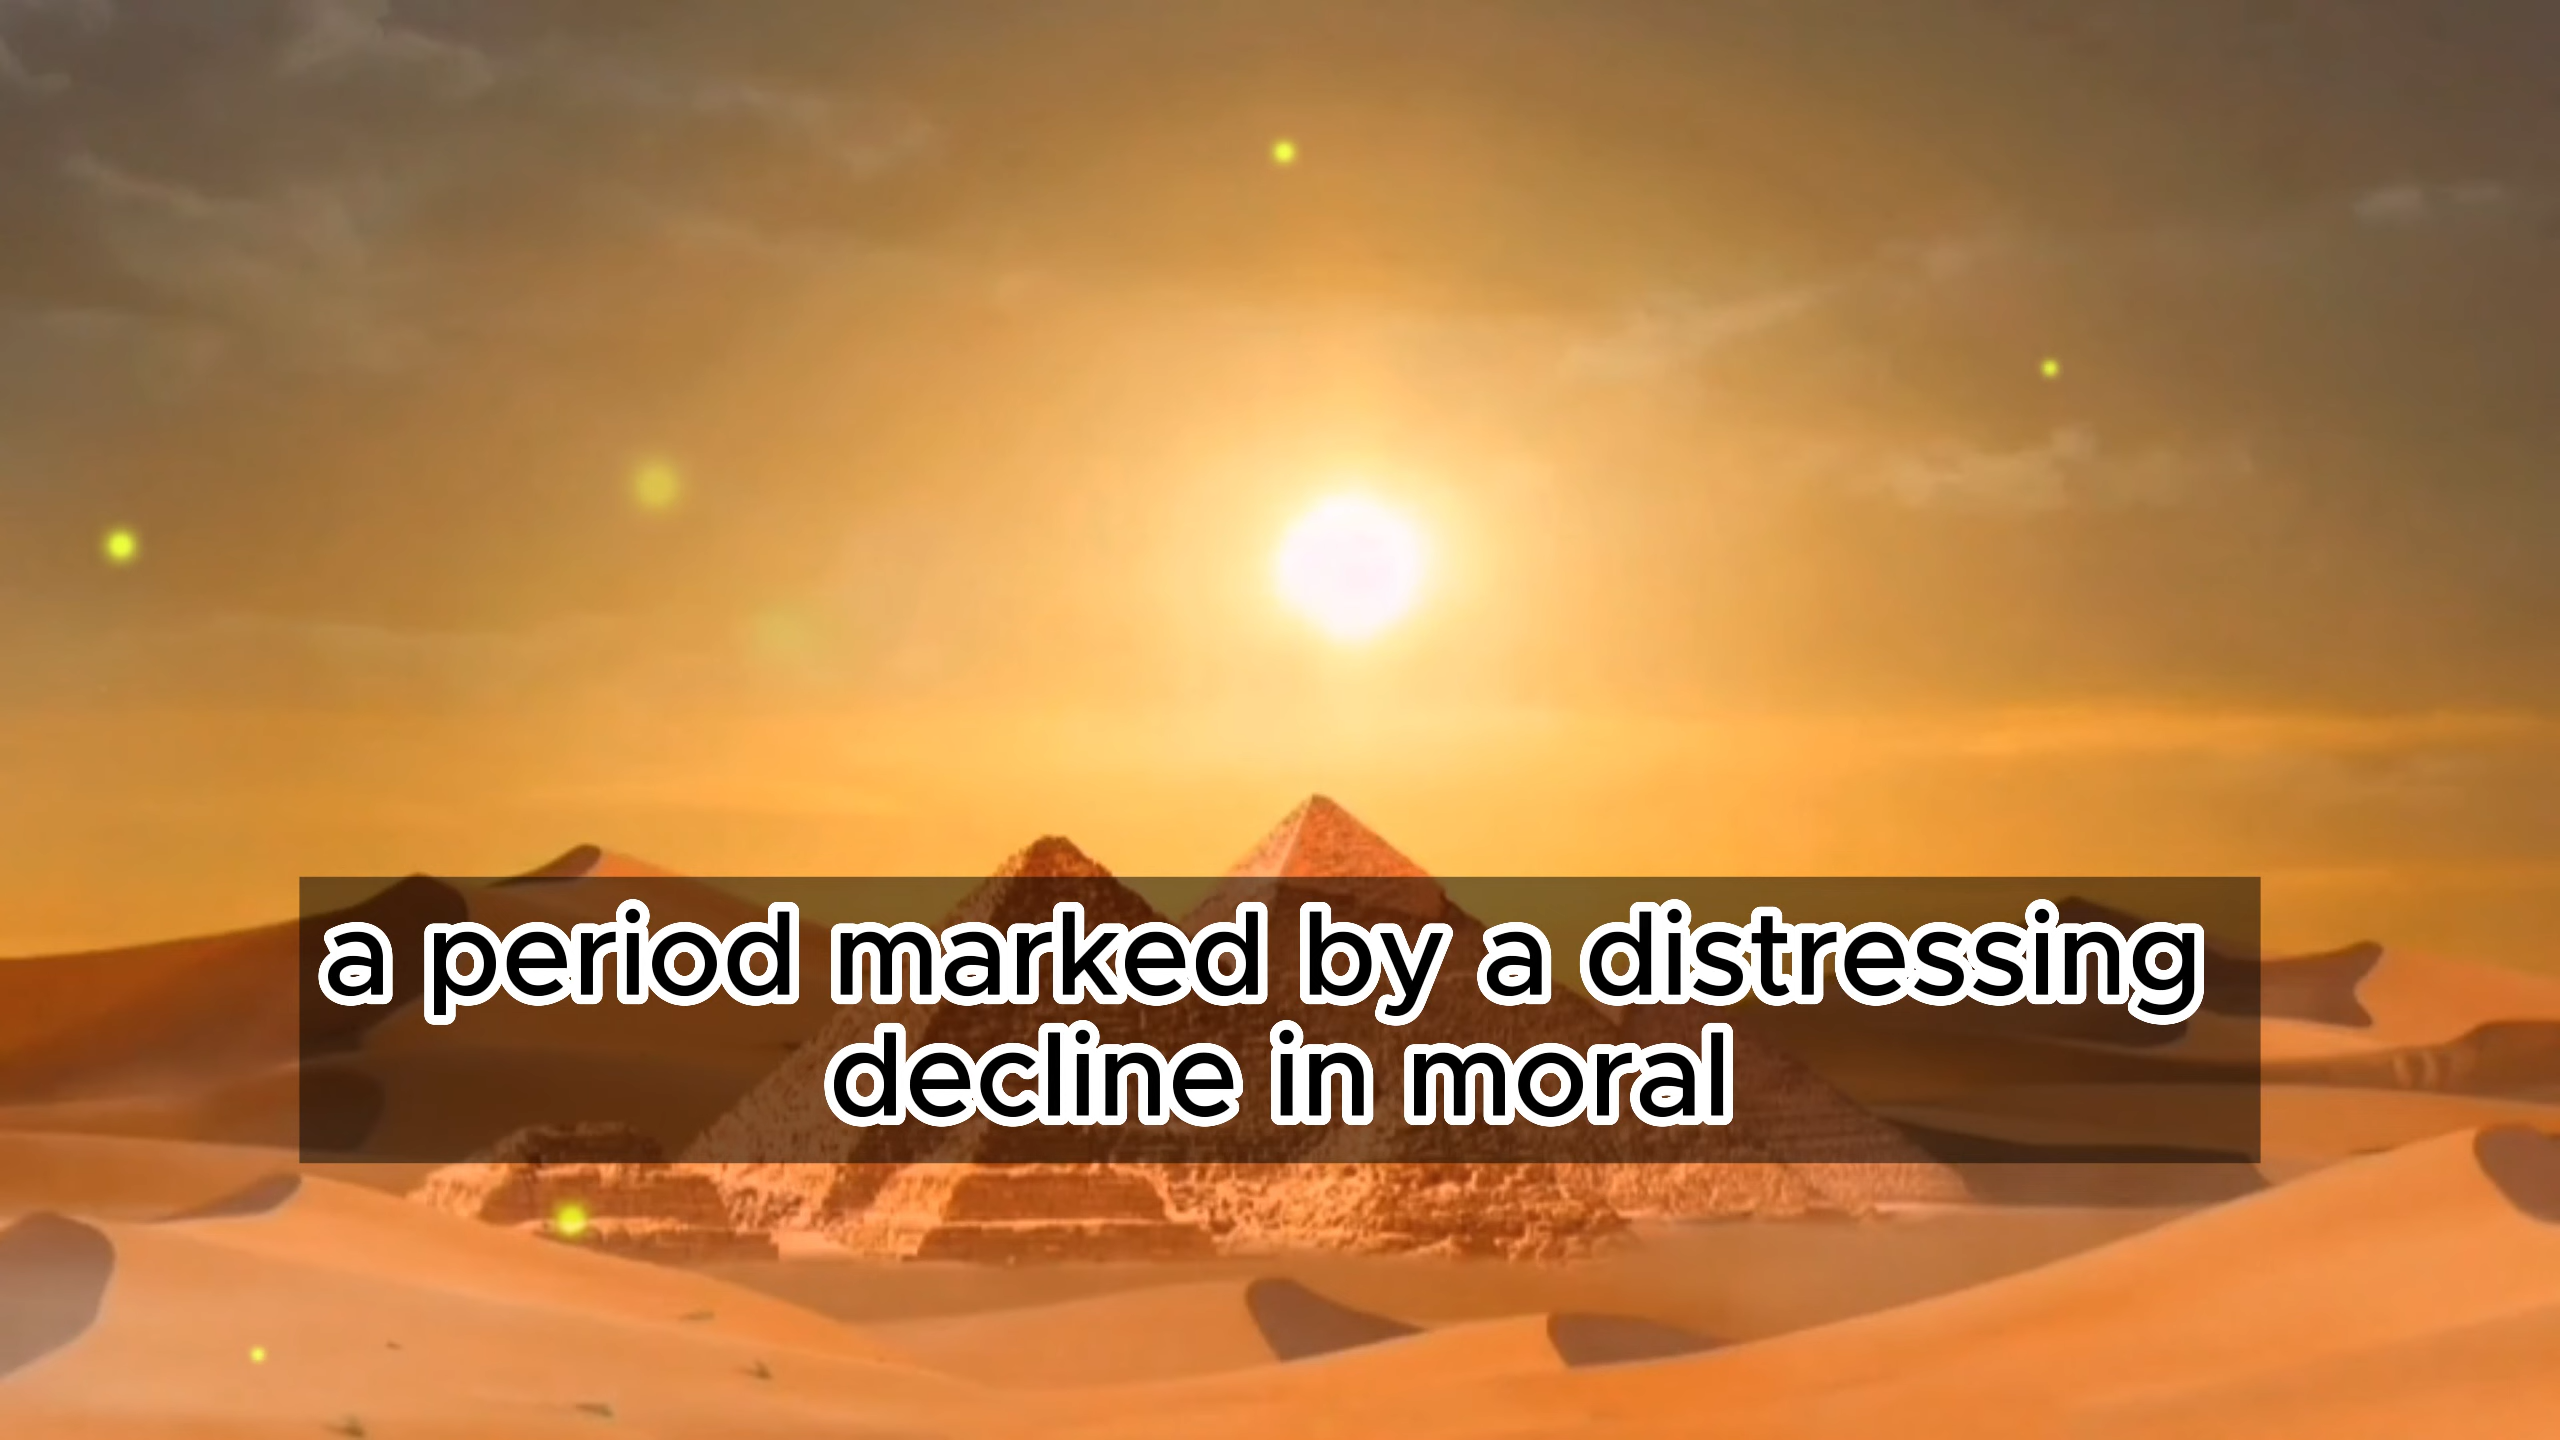 a period marked by a distressing
decline in moral